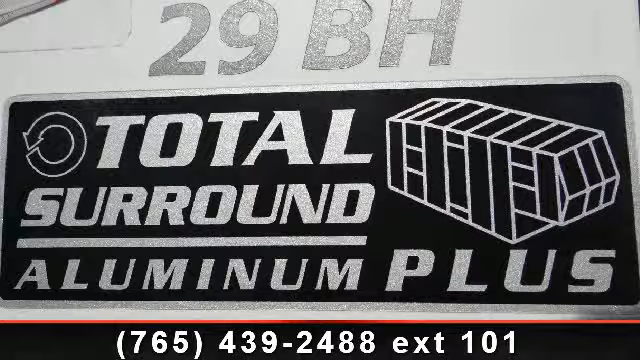 29 BH
TOTAL
SURROUND
ALUMINUM PLUS
(765) 439-2488 ext 101